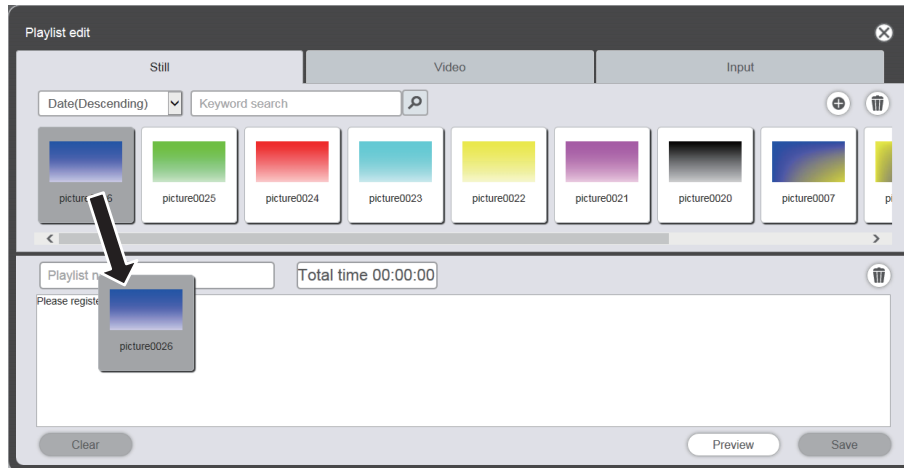 Playlist edit
Still Video Input
Date(Descending) Keyword search
picture0025 picture0024 picture0023 picture0022 picture0021 picture0020 picture0007
Playlist Total time 00:00:00
Please
picture0026
Clear Preview Save